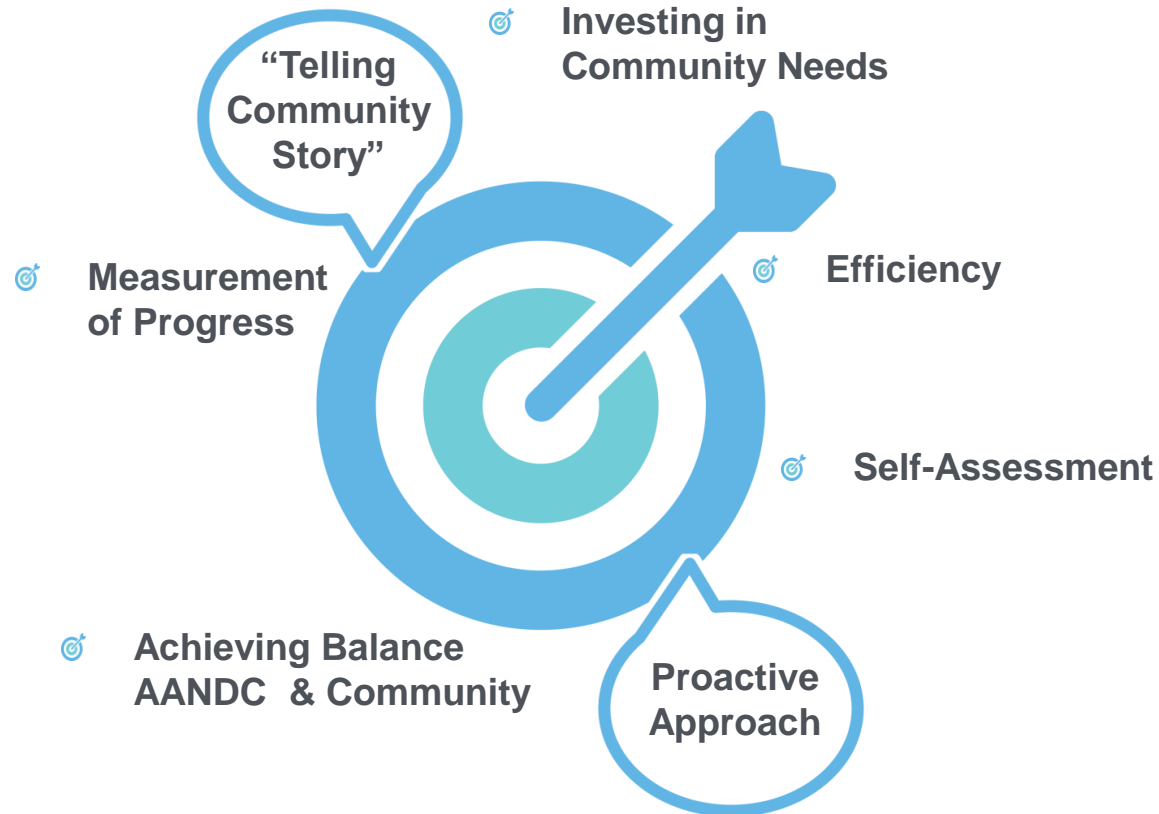 Investing in
Community Needs
“Telling
Community
Story”
Measurement
of Progress
Efficiency
Self-Assessment
Achieving Balance
AANDC  & Community
Proactive
Approach